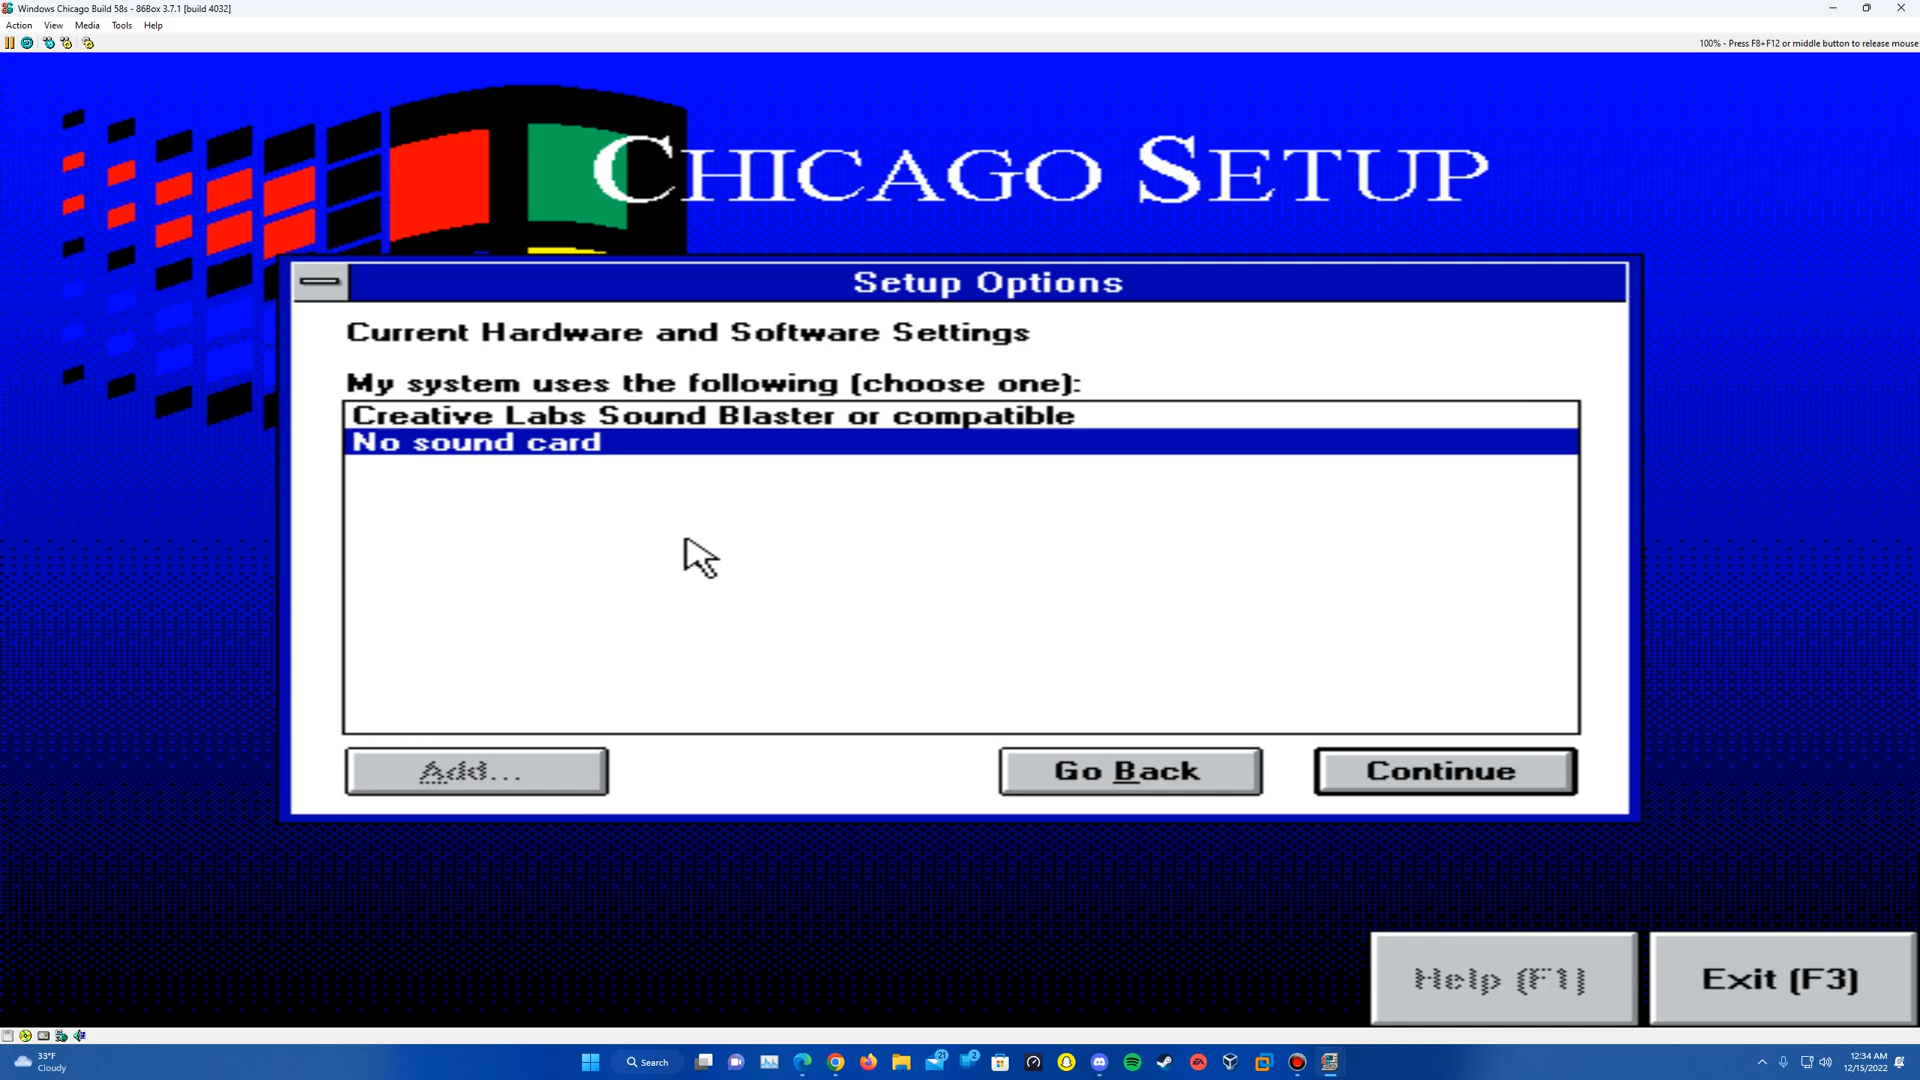 Windows Chicago Build 58s - 86Box 3.7.1 [build 4032]
Action View Media Tools Help
100% - Press F8+F12 or middle button to release mouse
CHICAGO SETUP
Setup Options
Current Hardware and Software Settings
My system uses the following (choose one):
Creative Labs Sound Blaster or compatible
No sound card
Add...
Go Back
Continue
Help (F1)
Exit (F3)
33°F
Cloudy
Search
21
2
12:34 AM
12/15/2022